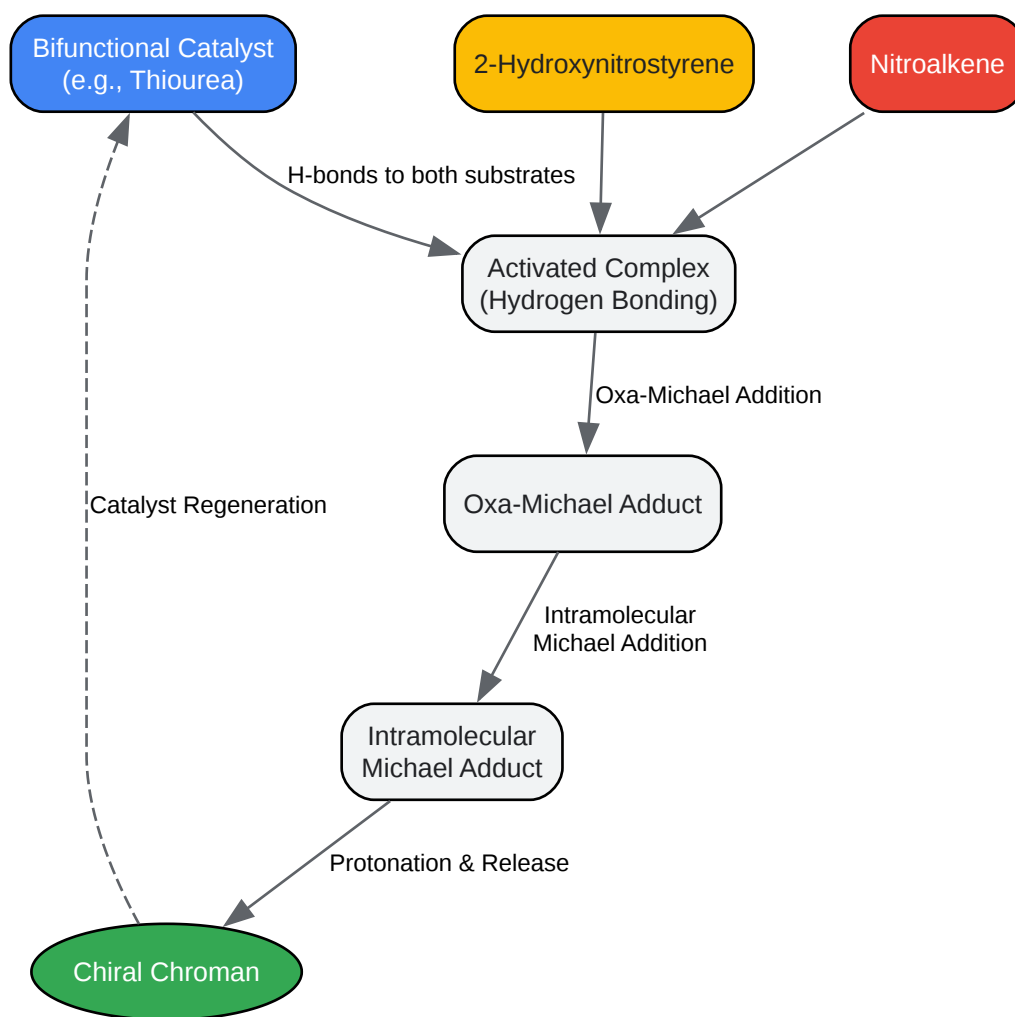 Bifunctional Catalyst
(e.g., Thiourea)
2-Hydroxynitrostyrene
Nitroalkene
H-bonds to both substrates
Activated Complex
(Hydrogen Bonding)
Oxa-Michael Addition
Oxa-Michael Adduct
Catalyst Regeneration
Intramolecular
Michael Addition
Intramolecular
Michael Adduct
Protonation & Release
Chiral Chroman